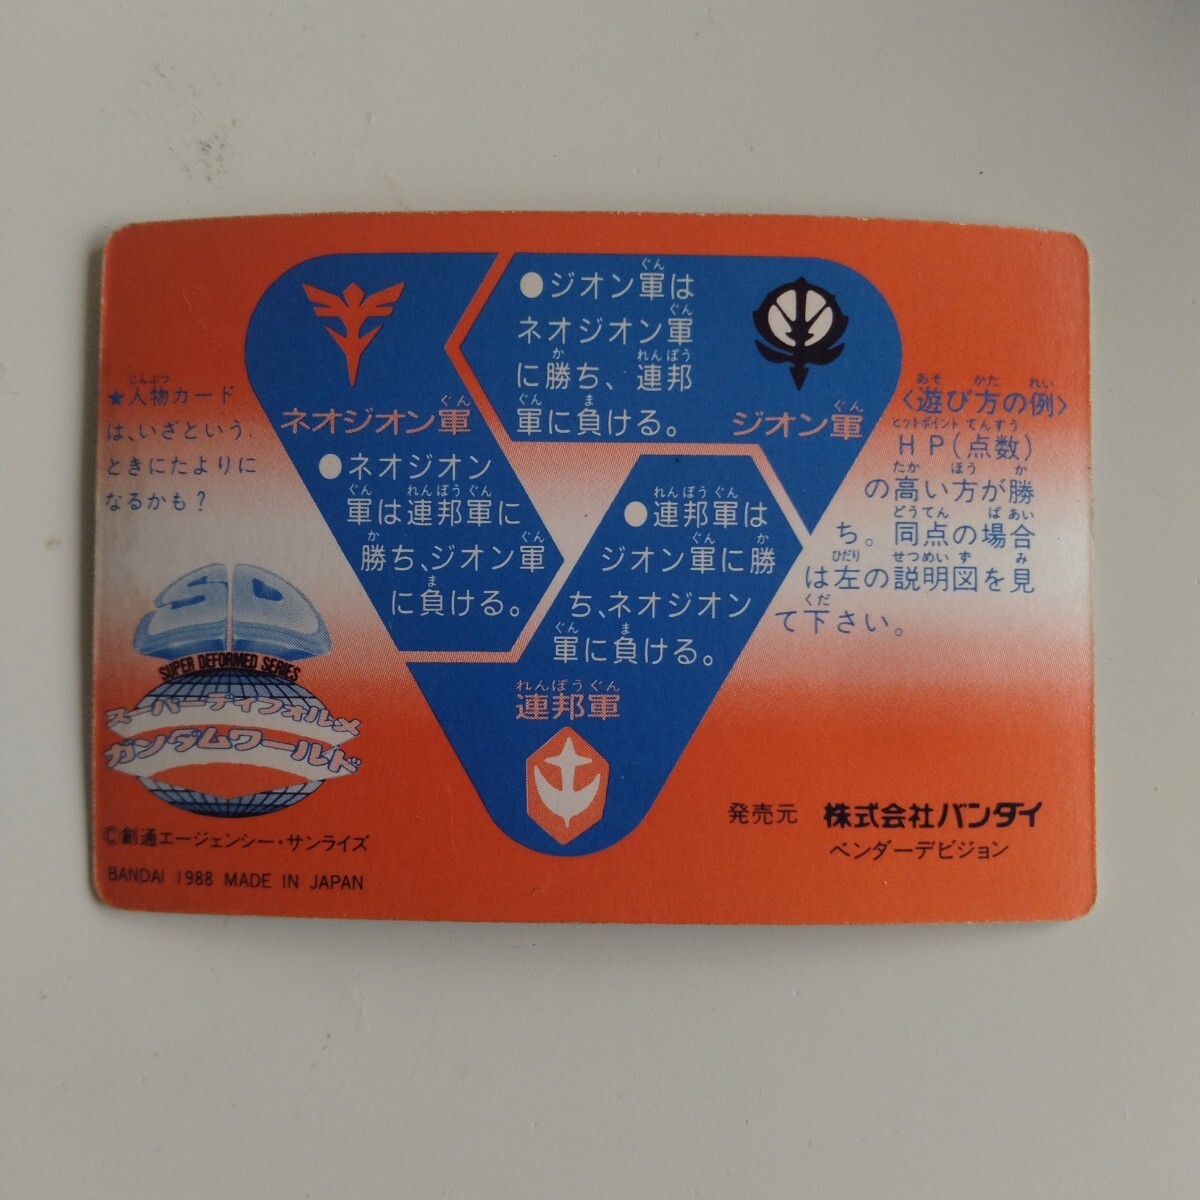 ●ジオン軍は
ネオジオン軍
に勝ち、連邦
軍に負ける。
ネオジオン軍
ジオン軍
●ネオジオン
軍は連邦軍に
勝ち、ジオン軍
に負ける。
●連邦軍は
ジオン軍に勝
ち、ネオジオン
軍に負ける。
連邦軍
★人物カード
は、いざという
ときにたよりに
なるかも?
〈遊び方の例〉
HP(点数)
の高い方が勝
ち。同点の場合
は左の説明図を見
て下さい。
SD
SUPER DEFORMED SERIES
スーパーディフォルメ
ガンダムワールド
©創通エージェンシー・サンライズ
BANDAI 1988 MADE IN JAPAN
発売元 株式会社バンダイ
ベンダーデビジョン